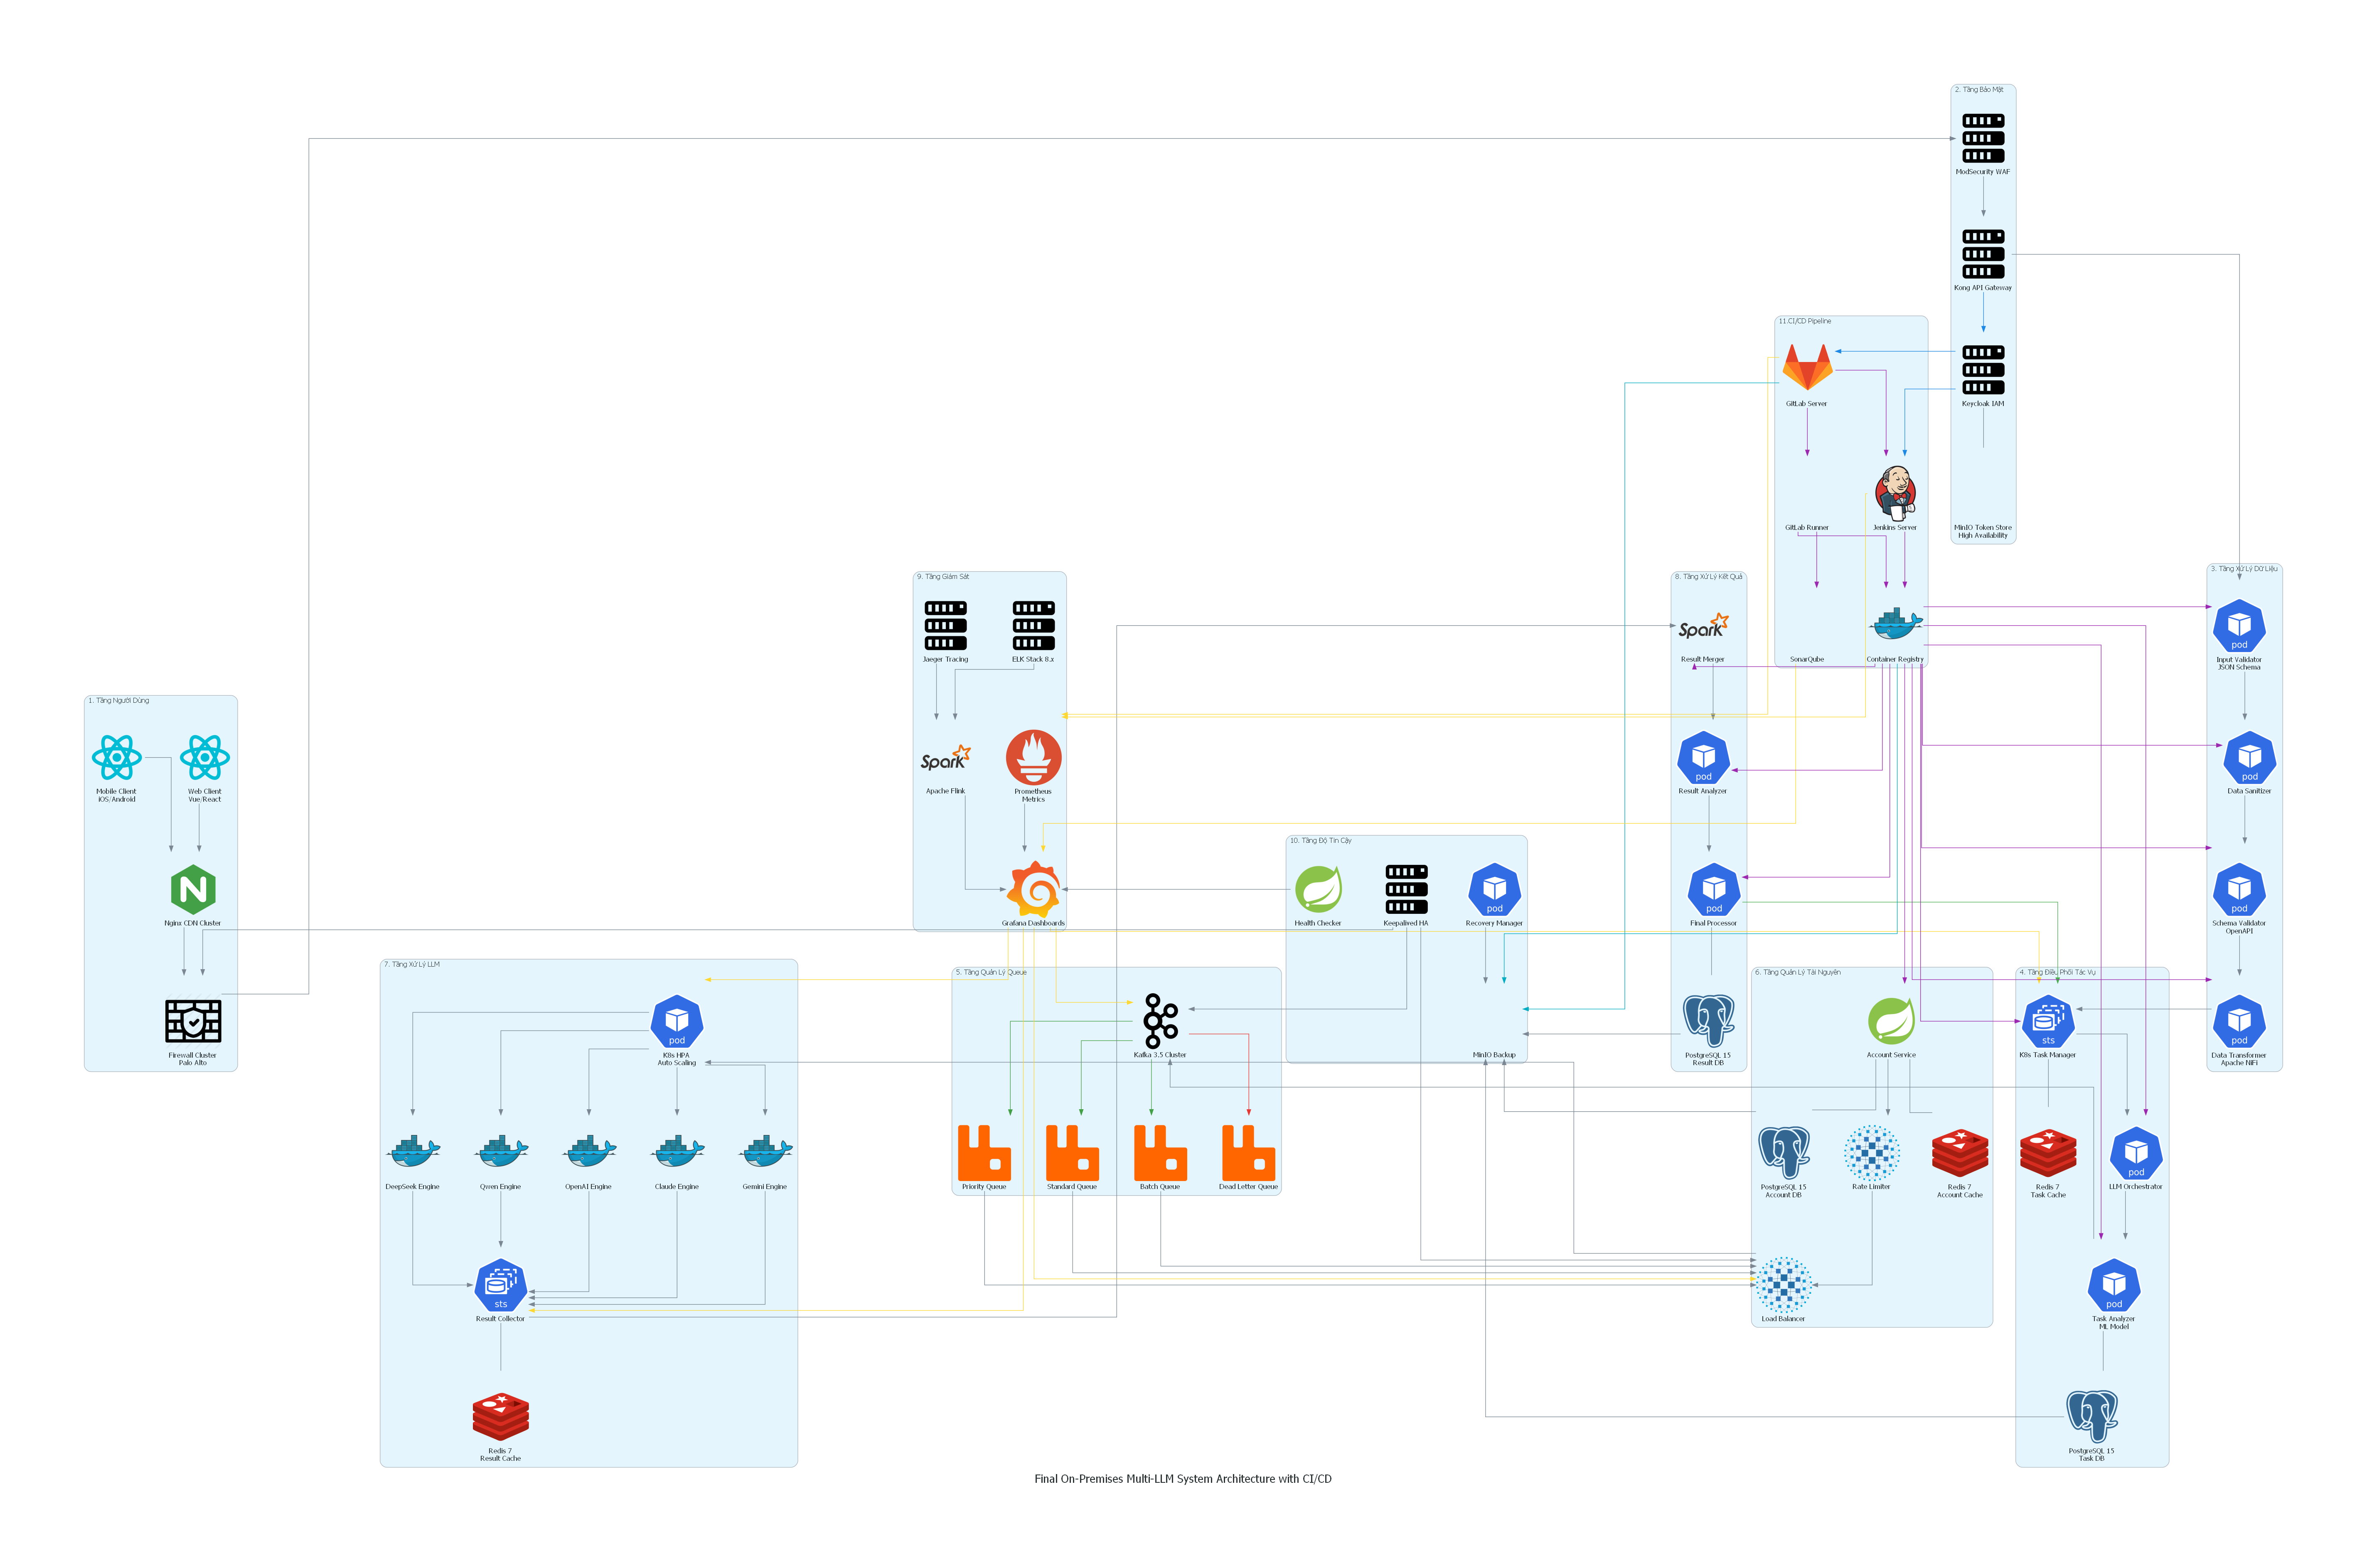 2. Tầng Bảo Mật
ModSecurity WAF
Kong API Gateway
Keycloak IAM
MinIO Token Store
High Availability
11.CI/CD Pipeline
GitLab Server
GitLab Runner
Jenkins Server
SonarQube
Container Registry
3. Tầng Xử Lý Dữ Liệu
pod
Input Validator
JSON Schema
pod
Data Sanitizer
pod
Schema Validator
OpenAPI
pod
Data Transformer
Apache NiFi
9. Tầng Giám Sát
Jaeger Tracing
ELK Stack 8.x
Spark
Apache Flink
Prometheus
Metrics
Grafana Dashboards
8. Tầng Xử Lý Kết Quả
Spark
Result Merger
pod
Result Analyzer
pod
Final Processor
PostgreSQL 15
Result DB
1. Tầng Người Dùng
Mobile Client
iOS/Android
Web Client
Vue/React
N
Nginx CDN Cluster
Firewall Cluster
Palo Alto
10. Tầng Độ Tin Cậy
Health Checker
Keepalived HA
pod
Recovery Manager
MinIO Backup
7. Tầng Xử Lý LLM
pod
K8s HPA
Auto Scaling
DeepSeek Engine
Qwen Engine
OpenAI Engine
Claude Engine
Gemini Engine
sts
Result Collector
Redis 7
Result Cache
5. Tầng Quản Lý Queue
Kafka 3.5 Cluster
Priority Queue
Standard Queue
Batch Queue
Dead Letter Queue
6. Tầng Quản Lý Tài Nguyên
Account Service
PostgreSQL 15
Account DB
Rate Limiter
Redis 7
Account Cache
Load Balancer
4. Tầng Điều Phối Tác Vụ
sts
K8s Task Manager
Redis 7
Task Cache
pod
LLM Orchestrator
pod
Task Analyzer
ML Model
PostgreSQL 15
Task DB
Final On-Premises Multi-LLM System Architecture with CI/CD